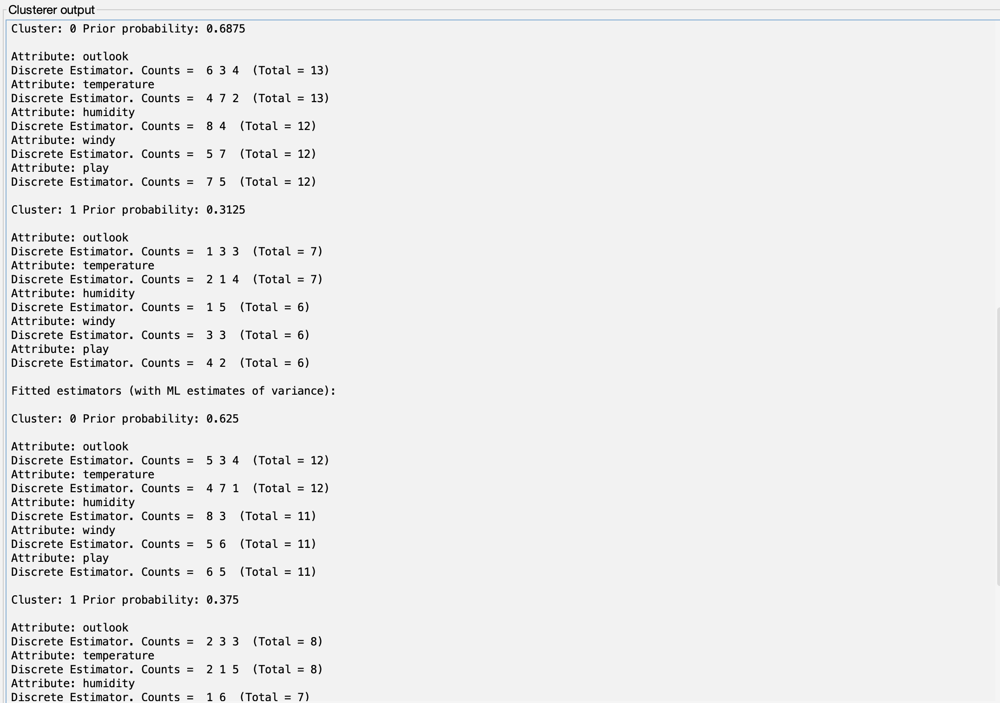 Clusterer output
Cluster: 0 Prior probability: 0.6875
Attribute: outlook
Discrete Estimator. Counts =  6 3 4  (Total = 13)
Attribute: temperature
Discrete Estimator. Counts =  4 7 2  (Total = 13)
Attribute: humidity
Discrete Estimator. Counts =  8 4  (Total = 12)
Attribute: windy
Discrete Estimator. Counts =  5 7  (Total = 12)
Attribute: play
Discrete Estimator. Counts =  7 5  (Total = 12)
Cluster: 1 Prior probability: 0.3125
Attribute: outlook
Discrete Estimator. Counts =  1 3 3  (Total = 7)
Attribute: temperature
Discrete Estimator. Counts =  2 1 4  (Total = 7)
Attribute: humidity
Discrete Estimator. Counts =  1 5  (Total = 6)
Attribute: windy
Discrete Estimator. Counts =  3 3  (Total = 6)
Attribute: play
Discrete Estimator. Counts =  4 2  (Total = 6)
Fitted estimators (with ML estimates of variance):
Cluster: 0 Prior probability: 0.625
Attribute: outlook
Discrete Estimator. Counts =  5 3 4  (Total = 12)
Attribute: temperature
Discrete Estimator. Counts =  4 7 1  (Total = 12)
Attribute: humidity
Discrete Estimator. Counts =  8 3  (Total = 11)
Attribute: windy
Discrete Estimator. Counts =  5 6  (Total = 11)
Attribute: play
Discrete Estimator. Counts =  6 5  (Total = 11)
Cluster: 1 Prior probability: 0.375
Attribute: outlook
Discrete Estimator. Counts =  2 3 3  (Total = 8)
Attribute: temperature
Discrete Estimator. Counts =  2 1 5  (Total = 8)
Attribute: humidity
Discrete Estimator. Counts =  1 6  (Total = 7)